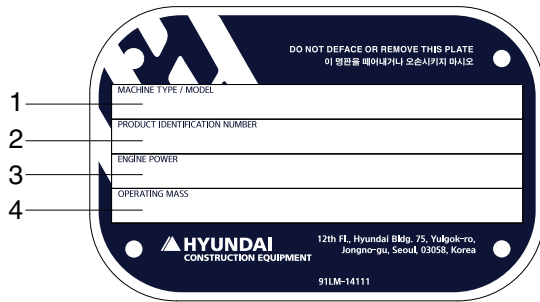 DO NOT DEFACE OR REMOVE THIS PLATE
이 명판을 떼어내거나 오손시키지 마시오
1
MACHINE TYPE / MODEL
2
PRODUCT IDENTIFICATION NUMBER
3
ENGINE POWER
4
OPERATING MASS
HYUNDAI
CONSTRUCTION EQUIPMENT
12th Fl., Hyundai Bldg. 75, Yulgok-ro,
Jongno-gu, Seoul, 03058, Korea
91LM-14111